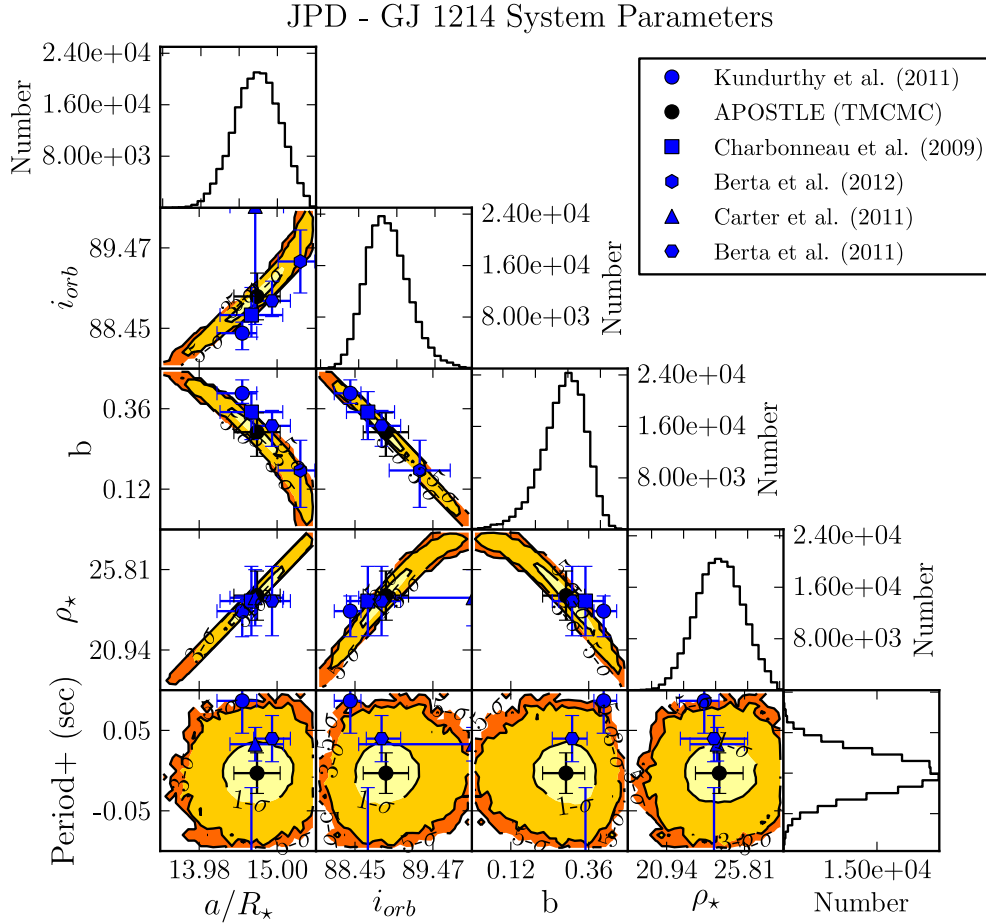 JPD - GJ 1214 System Parameters
2.40e+04
1.60e+04
8.00e+03
Number
Kundurthy et al. (2011)
APOSTLE (TMCMC)
Charbonneau et al. (2009)
Berta et al. (2012)
Carter et al. (2011)
Berta et al. (2011)
89.47
88.45
i_orb
2.40e+04
1.60e+04
8.00e+03
Number
0.36
0.12
b
2.40e+04
1.60e+04
8.00e+03
Number
25.81
20.94
ρ⋆
2.40e+04
1.60e+04
8.00e+03
Number
0.05
-0.05
Period+ (sec)
1-σ
1-σ
1-σ
13.98 15.00
88.45 89.47
0.12 0.36
20.94 25.81
1.50e+04
a/R⋆
i_orb
b
ρ⋆
Number